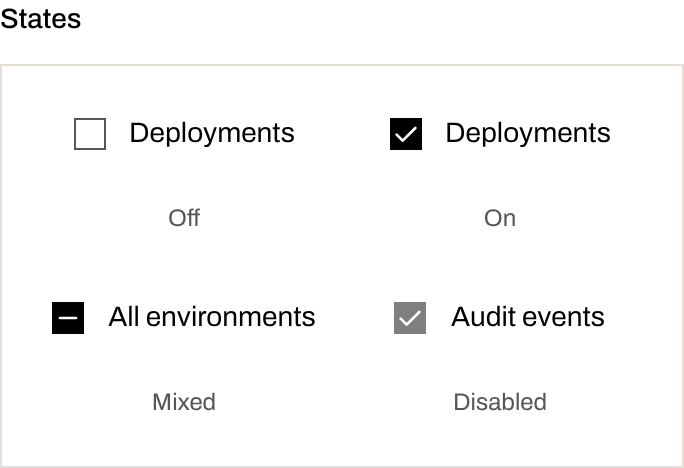 States
Deployments
Deployments
Off
On
All environments
Audit events
Mixed
Disabled